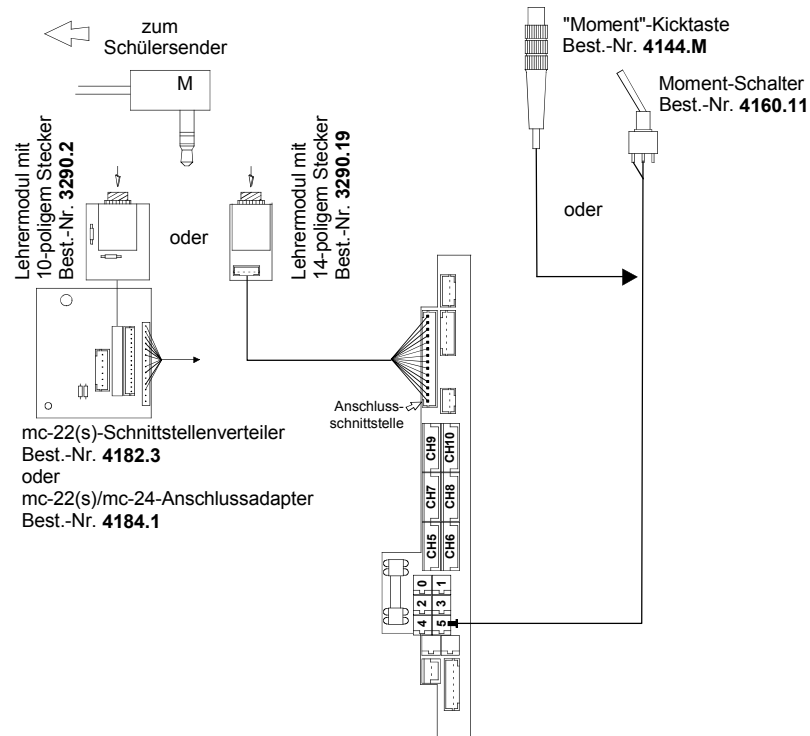 zum
Schülersender
M
"Moment"-Kicktaste
Best.-Nr. 4144.M
Moment-Schalter
Best.-Nr. 4160.11
Lehrermodul mit
10-poligem Stecker
Best.-Nr. 3290.2
oder
Lehrermodul mit
14-poligem Stecker
Best.-Nr. 3290.19
oder
Anschluss-
schnittstelle
mc-22(s)-Schnittstellenverteiler
Best.-Nr. 4182.3
oder
mc-22(s)/mc-24-Anschlussadapter
Best.-Nr. 4184.1
CH9 CH10
CH7 CH8
CH5 CH6
0 1
2 3
4 5